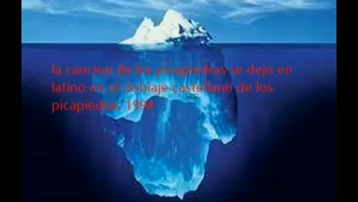 la cancion de los picapiedras se dejo en
latino en el doblaje castellano de los
picapiedras 1994